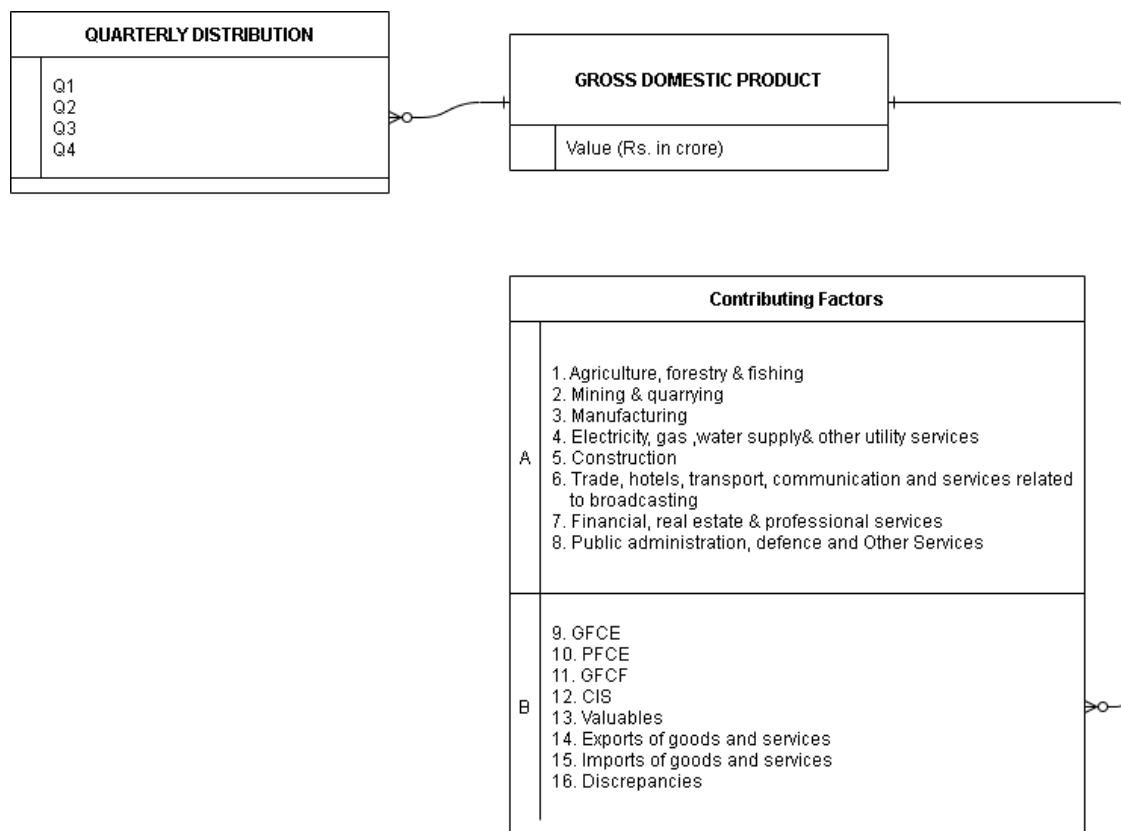 QUARTERLY DISTRIBUTION
Q1
Q2
Q3
Q4
GROSS DOMESTIC PRODUCT
Value (Rs. in crore)
Contributing Factors
A
1. Agriculture, forestry & fishing
2. Mining & quarrying
3. Manufacturing
4. Electricity, gas ,water supply& other utility services
5. Construction
6. Trade, hotels, transport, communication and services related
to broadcasting
7. Financial, real estate & professional services
8. Public administration, defence and Other Services
B
9. GFCE
10. PFCE
11. GFCF
12. CIS
13. Valuables
14. Exports of goods and services
15. Imports of goods and services
16. Discrepancies